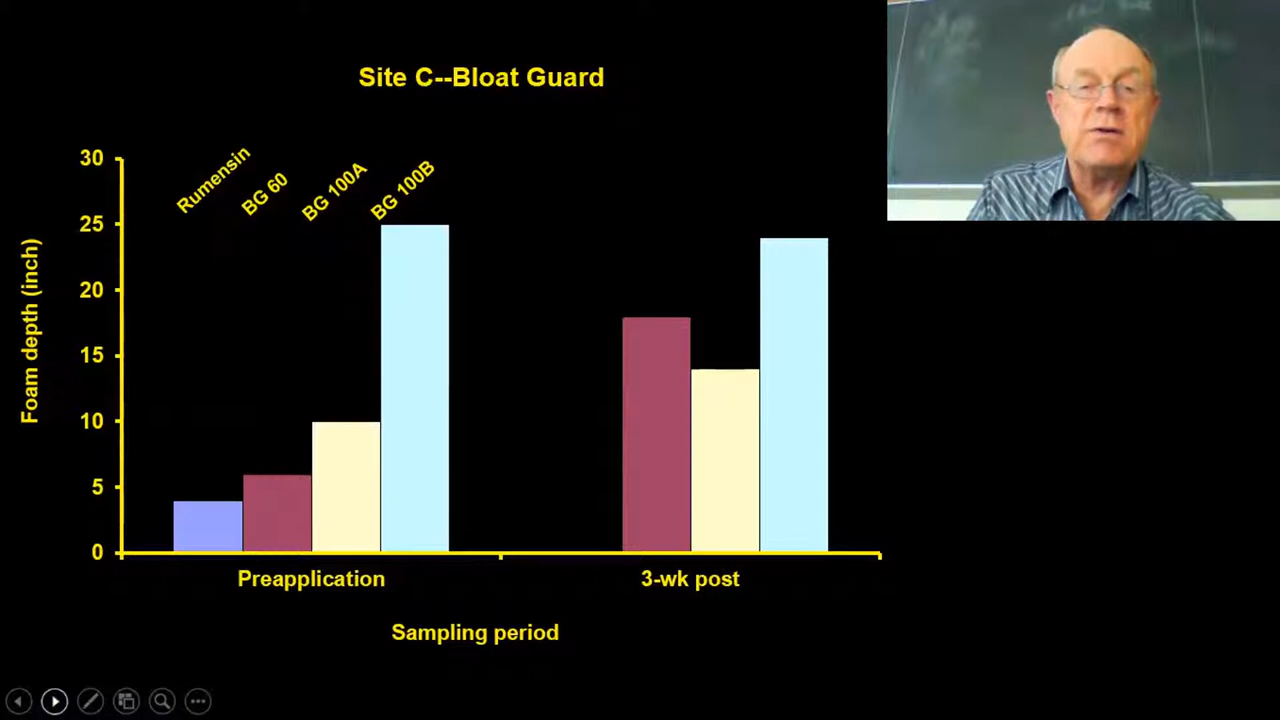 Site C--Bloat Guard
Rumensin
BG 60
BG 100A
BG 100B
30
25
20
15
10
5
0
Foam depth (inch)
Preapplication
3-wk post
Sampling period